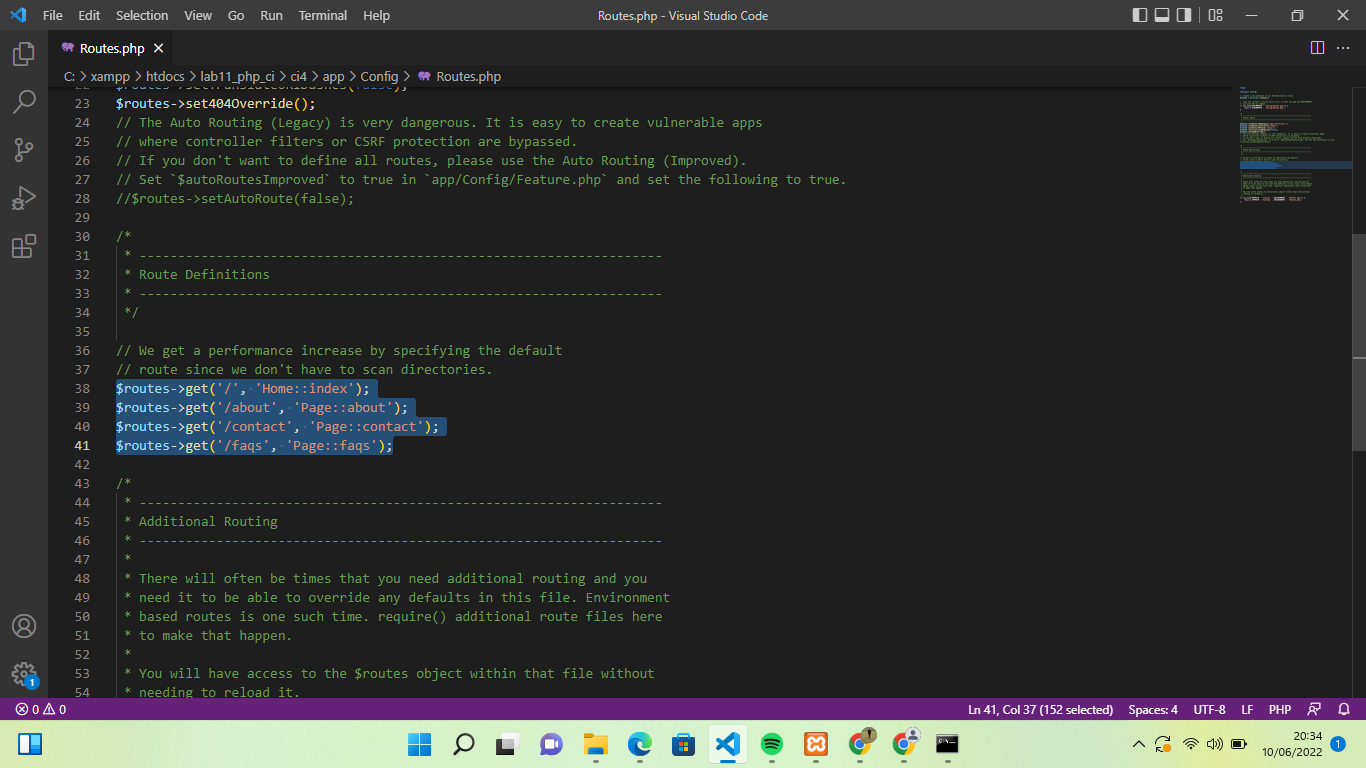 File Edit Selection View Go Run Terminal Help
Routes.php - Visual Studio Code
Routes.php
C: > xampp > htdocs > lab11_php_ci > ci4 > app > Config > Routes.php
23 $routes->set404Override();
24 // The Auto Routing (Legacy) is very dangerous. It is easy to create vulnerable apps
25 // where controller filters or CSRF protection are bypassed.
26 // If you don't want to define all routes, please use the Auto Routing (Improved).
27 // Set `$autoRoutesImproved` to true in `app/Config/Feature.php` and set the following to true.
28 //$routes->setAutoRoute(false);
29
30 /*
31 * --------------------------------------------------------------------
32 * Route Definitions
33 * --------------------------------------------------------------------
34 */
35
36 // We get a performance increase by specifying the default
37 // route since we don't have to scan directories.
38 $routes->get('/', 'Home::index');
39 $routes->get('/about', 'Page::about');
40 $routes->get('/contact', 'Page::contact');
41 $routes->get('/faqs', 'Page::faqs');
42
43 /*
44 * --------------------------------------------------------------------
45 * Additional Routing
46 * --------------------------------------------------------------------
47 *
48 * There will often be times that you need additional routing and you
49 * need it to be able to override any defaults in this file. Environment
50 * based routes is one such time. require() additional route files here
51 * to make that happen.
52 *
53 * You will have access to the $routes object within that file without
54 * needing to reload it.
1
0 0
Ln 41, Col 37 (152 selected) Spaces: 4 UTF-8 LF PHP
20:34
10/06/2022
1